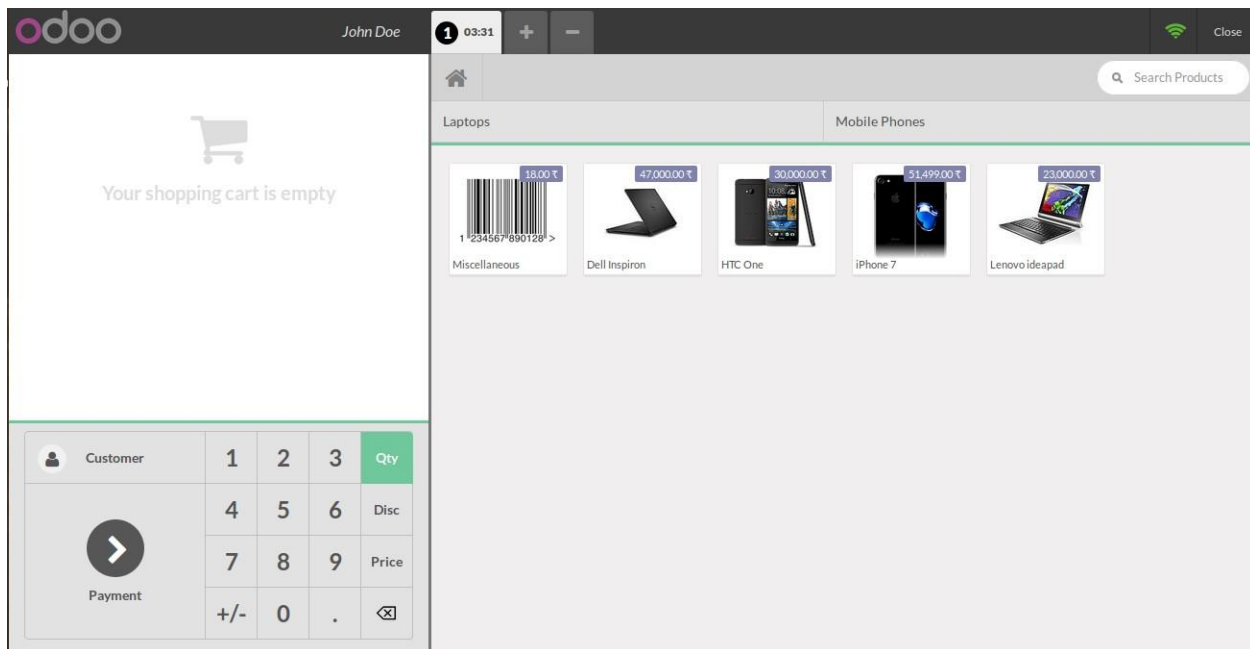 odoo
John Doe
1 03:31 + −
Close
Search Products
Laptops
Mobile Phones
Your shopping cart is empty
18.00 ₹
1 234567 890128 >
Miscellaneous
47,000.00 ₹
Dell Inspiron
30,000.00 ₹
10:08
HTC One
51,499.00 ₹
iPhone 7
23,000.00 ₹
Lenovo ideapad
Customer
1 2 3 Qty
4 5 6 Disc
7 8 9 Price
+/- 0 .
Payment